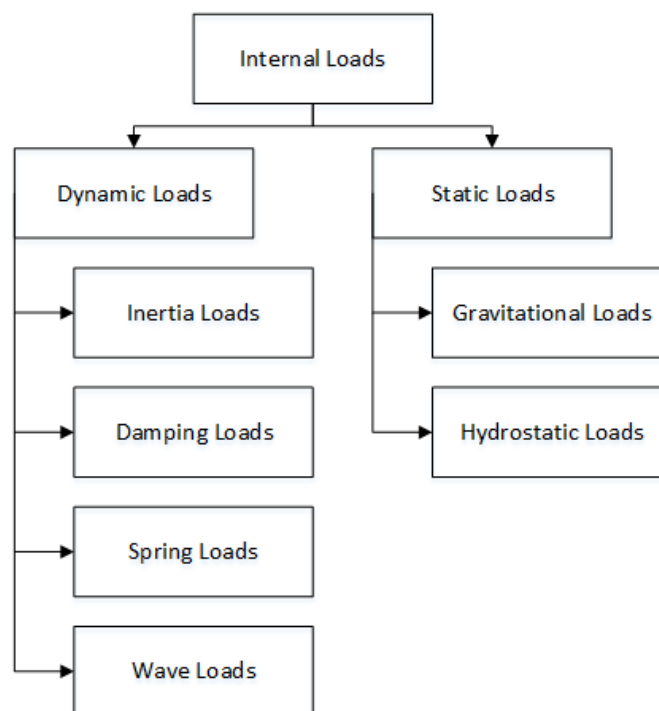 Internal Loads
Dynamic Loads
Static Loads
Inertia Loads
Gravitational Loads
Damping Loads
Hydrostatic Loads
Spring Loads
Wave Loads